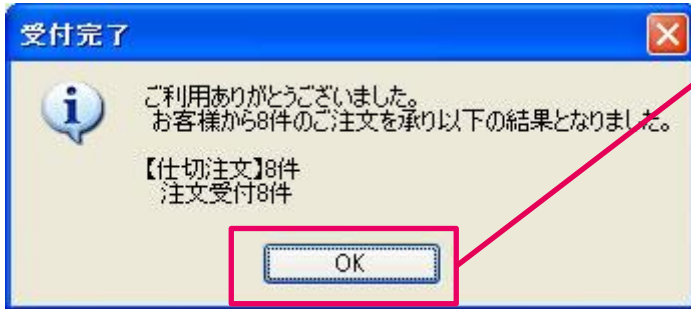 受付完了
ご利用ありがとうございました。
お客様から8件のご注文を承り以下の結果となりました。
【仕切注文】8件
注文受付8件
OK